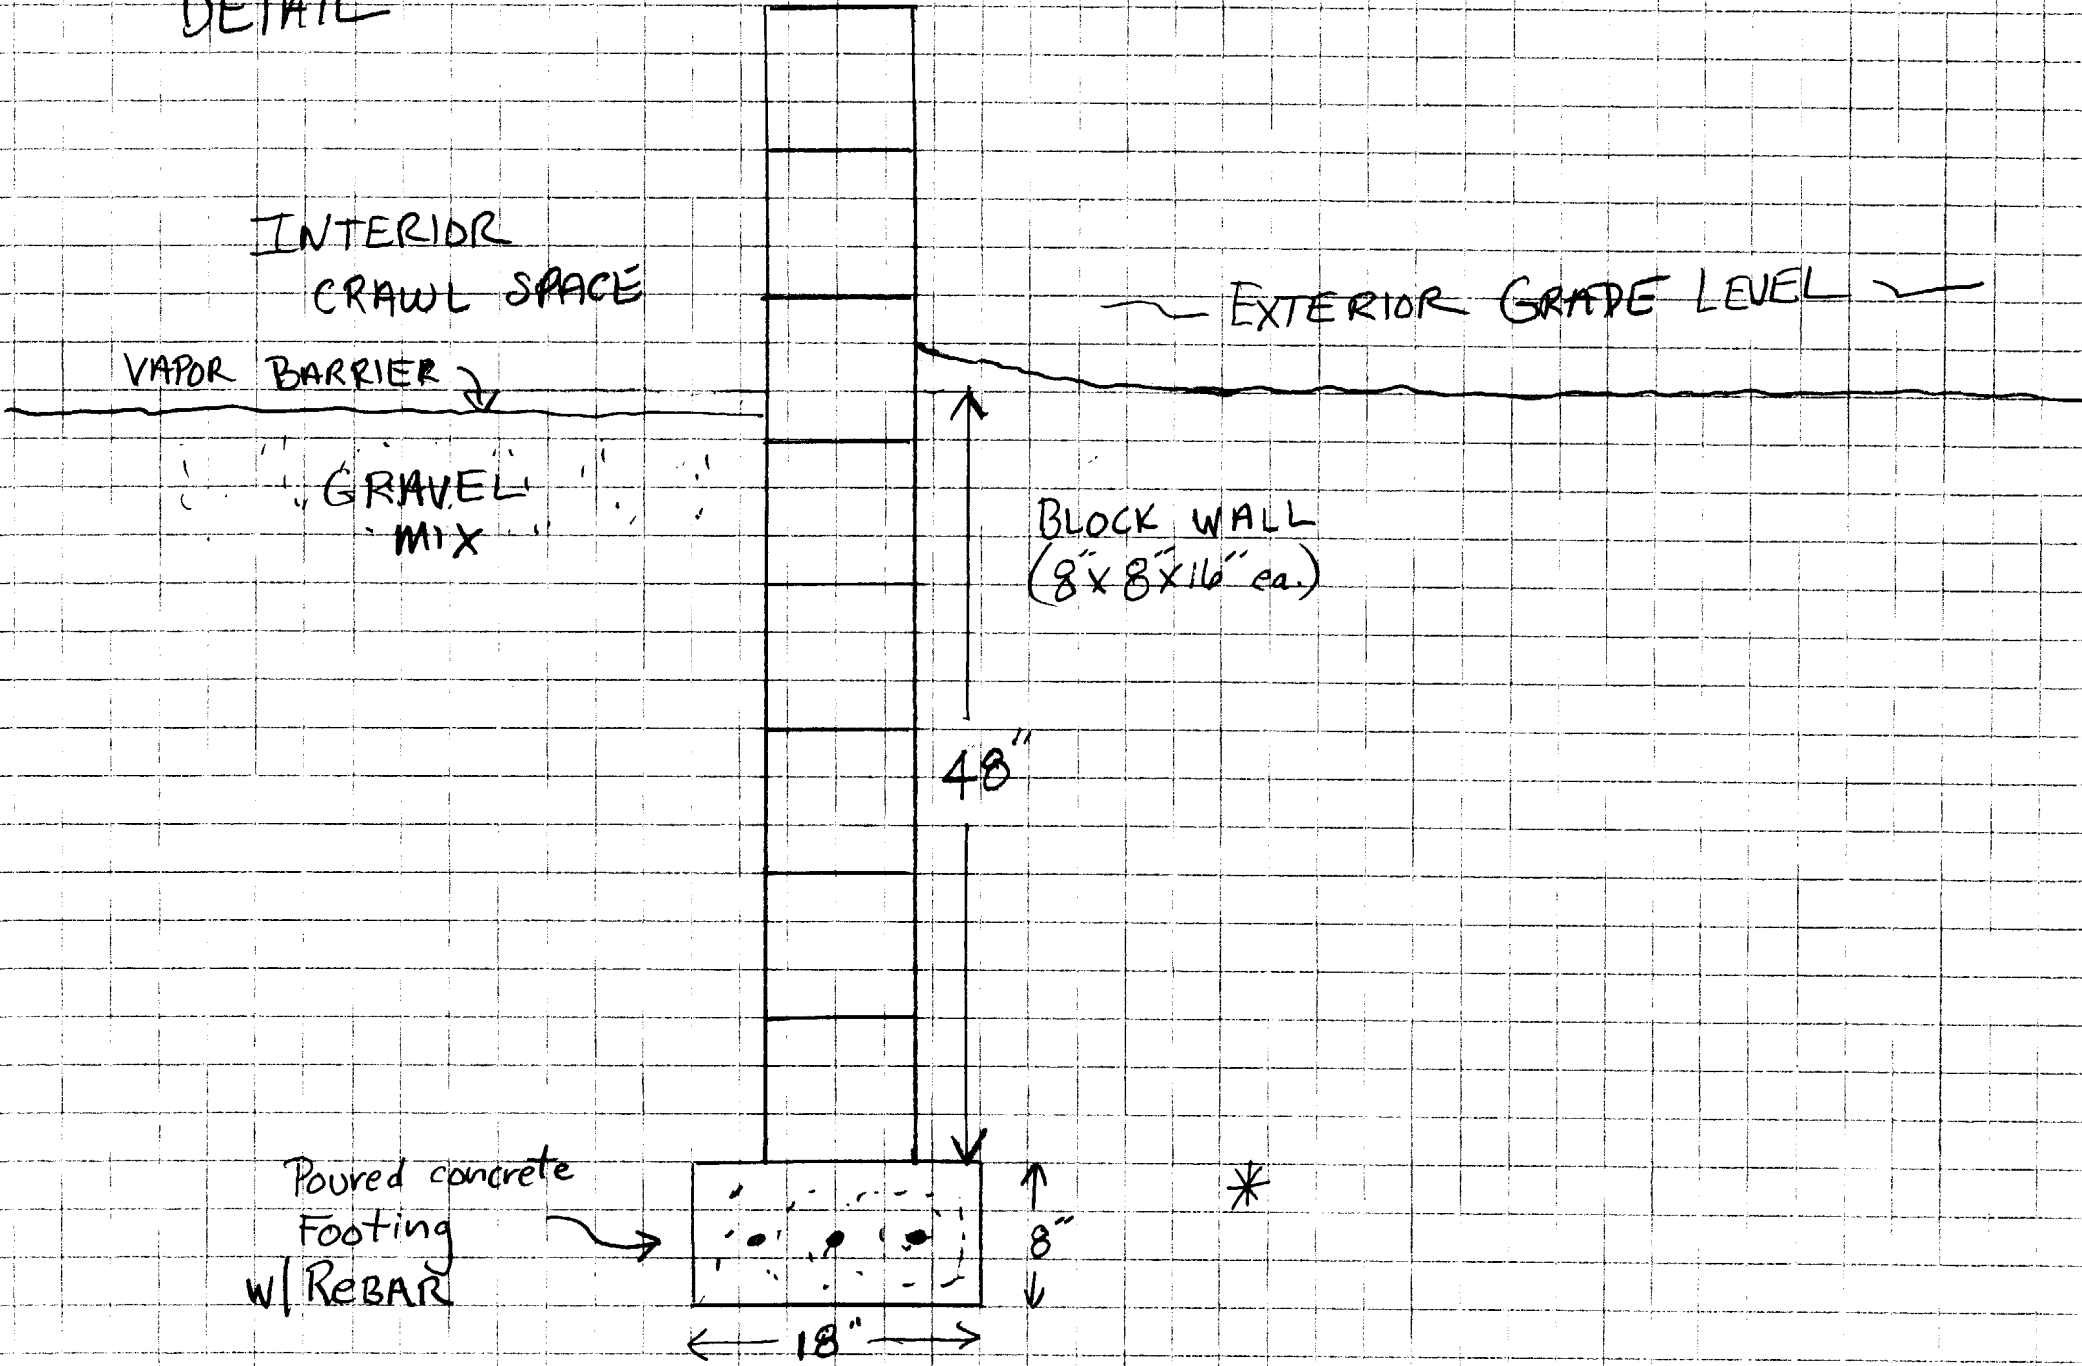 DETAIL
INTERIOR
CRAWL SPACE
EXTERIOR GRADE LEVEL
VAPOR BARRIER
GRAVEL
MIX
BLOCK WALL
(8"x 8"x16" ea.)
48"
Poured concrete
Footing
w/ ReBAR
8"
*
18"